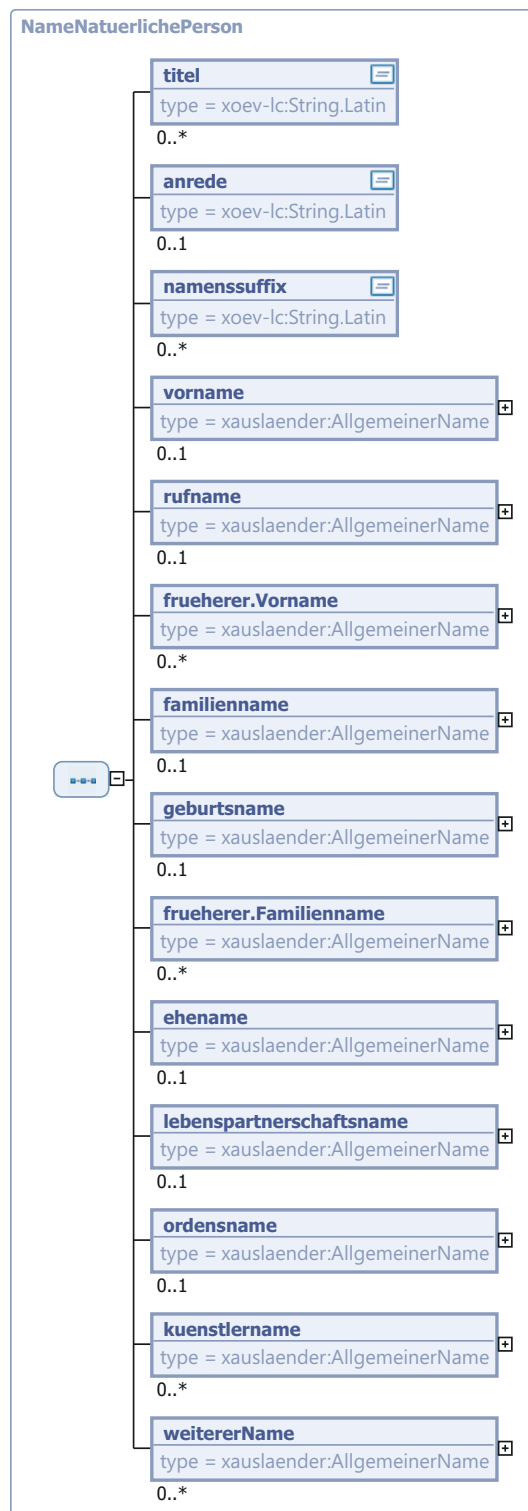 NameNatuerlichePerson
titel
type = xoev-lc:String.Latin
0..*
anrede
type = xoev-lc:String.Latin
0..1
namenssuffix
type = xoev-lc:String.Latin
0..*
vorname
type = xauslaender:AllgemeinerName
0..1
rufname
type = xauslaender:AllgemeinerName
0..1
frueherer.Vorname
type = xauslaender:AllgemeinerName
0..*
familienname
type = xauslaender:AllgemeinerName
0..1
geburtsname
type = xauslaender:AllgemeinerName
0..1
frueherer.Familienname
type = xauslaender:AllgemeinerName
0..*
ehename
type = xauslaender:AllgemeinerName
0..1
lebenspartnerschaftsname
type = xauslaender:AllgemeinerName
0..1
ordensname
type = xauslaender:AllgemeinerName
0..1
kuenstlername
type = xauslaender:AllgemeinerName
0..*
weitererName
type = xauslaender:AllgemeinerName
0..*